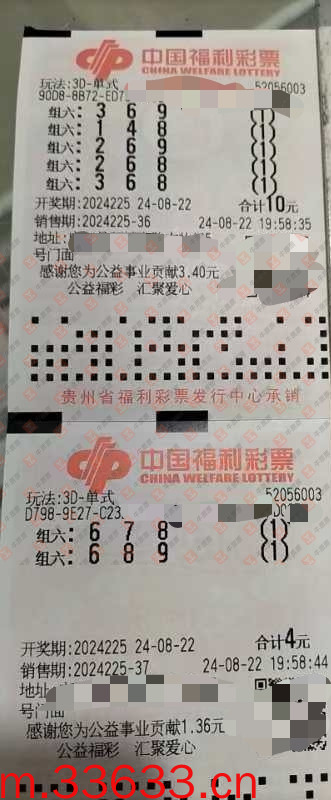 中国福利彩票
CHINA WELFARE LOTTERY
玩法:3D-单式 52056003
90D8-8B72-ED7
组六: 3 6 9 (1)
组六: 1 4 8 (1)
组六: 2 6 9 (1)
组六: 2 6 8 (1)
组六: 3 6 8 (1)
开奖期:2024225 24-08-22 合计10元
销售期:2024225-36 24-08-22 19:58:35
地址:
号门面
感谢您为公益事业贡献3.40元
公益福彩 汇聚爱心
贵州省福利彩票发行中心承销
中国福利彩票
CHINA WELFARE LOTTERY
玩法:3D-单式 52056003
D798-9E27-C23
组六: 6 7 8 (1)
组六: 6 8 9 (1)
开奖期:2024225 24-08-22 合计4元
销售期:2024225-37 24-08-22 19:58:44
地址:
号门面
感谢您为公益事业贡献1.36元
公益福彩 汇聚爱心
m.33633.cn